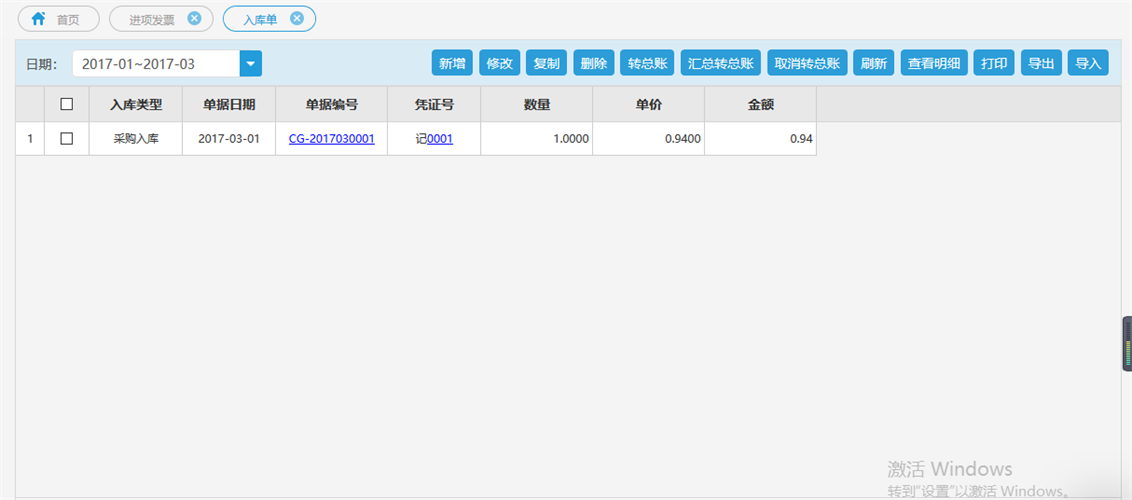 首页 进项发票 入库单
日期: 2017-01~2017-03 新增 修改 复制 删除 转总账 汇总转总账 取消转总账 刷新 查看明细 打印 导出 导入
入库类型 单据日期 单据编号 凭证号 数量 单价 金额
1 采购入库 2017-03-01 CG-2017030001 记0001 1.0000 0.9400 0.94
激活 Windows
转到"设置"以激活 Windows。